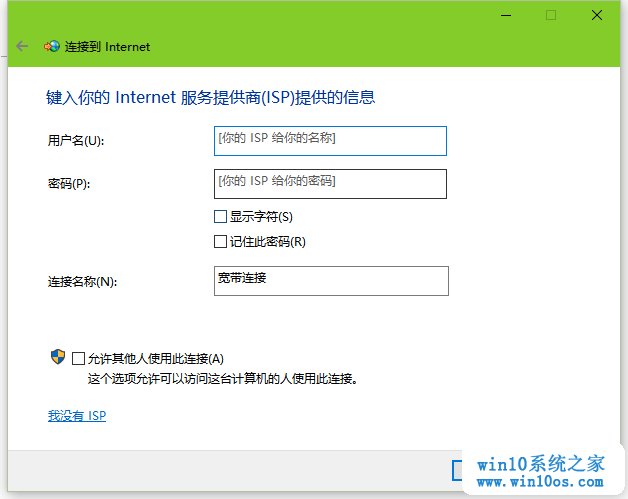 连接到 Internet
键入你的 Internet 服务提供商(ISP)提供的信息
用户名(U):
[你的 ISP 给你的名称]
密码(P):
[你的 ISP 给你的密码]
显示字符(S)
记住此密码(R)
连接名称(N):
宽带连接
允许其他人使用此连接(A)
这个选项允许可以访问这台计算机的人使用此连接。
我没有 ISP
win10系统之家
www.win10os.com